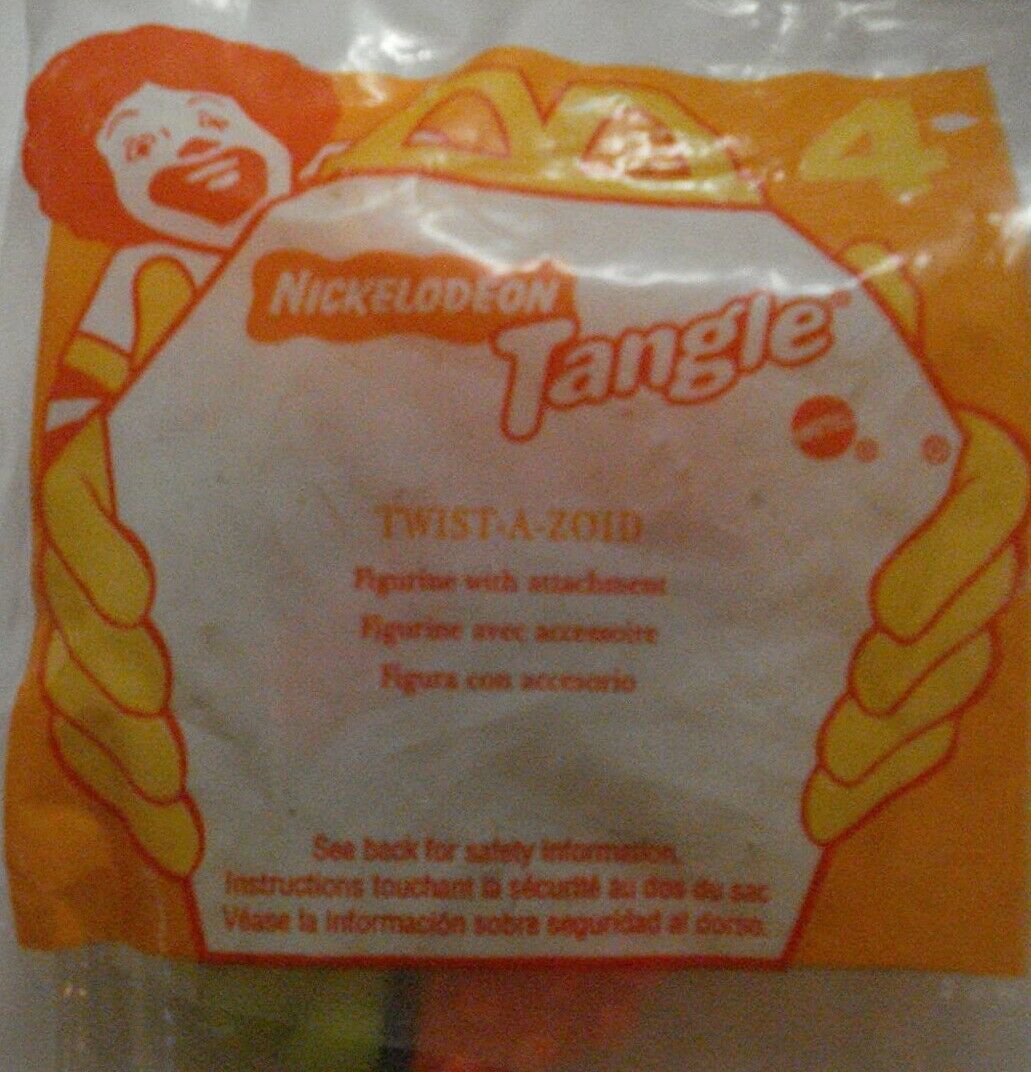 4
NICKELODEON
Tangle™
®
®
TWIST-A-ZOID
Figurine with attachment
Figurine avec accessoire
Figura con accesorio
See back for safety information.
Instructions touchant la sécurité au dos du sac
Véase la información sobre seguridad al dorso.